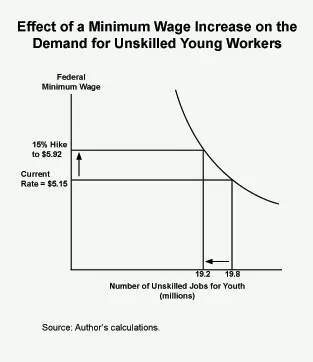 Effect of a Minimum Wage Increase on the
Demand for Unskilled Young Workers
Federal
Minimum Wage
15% Hike
to $5.92
Current
Rate = $5.15
19.2 19.8
Number of Unskilled Jobs for Youth
(millions)
Source: Author's calculations.